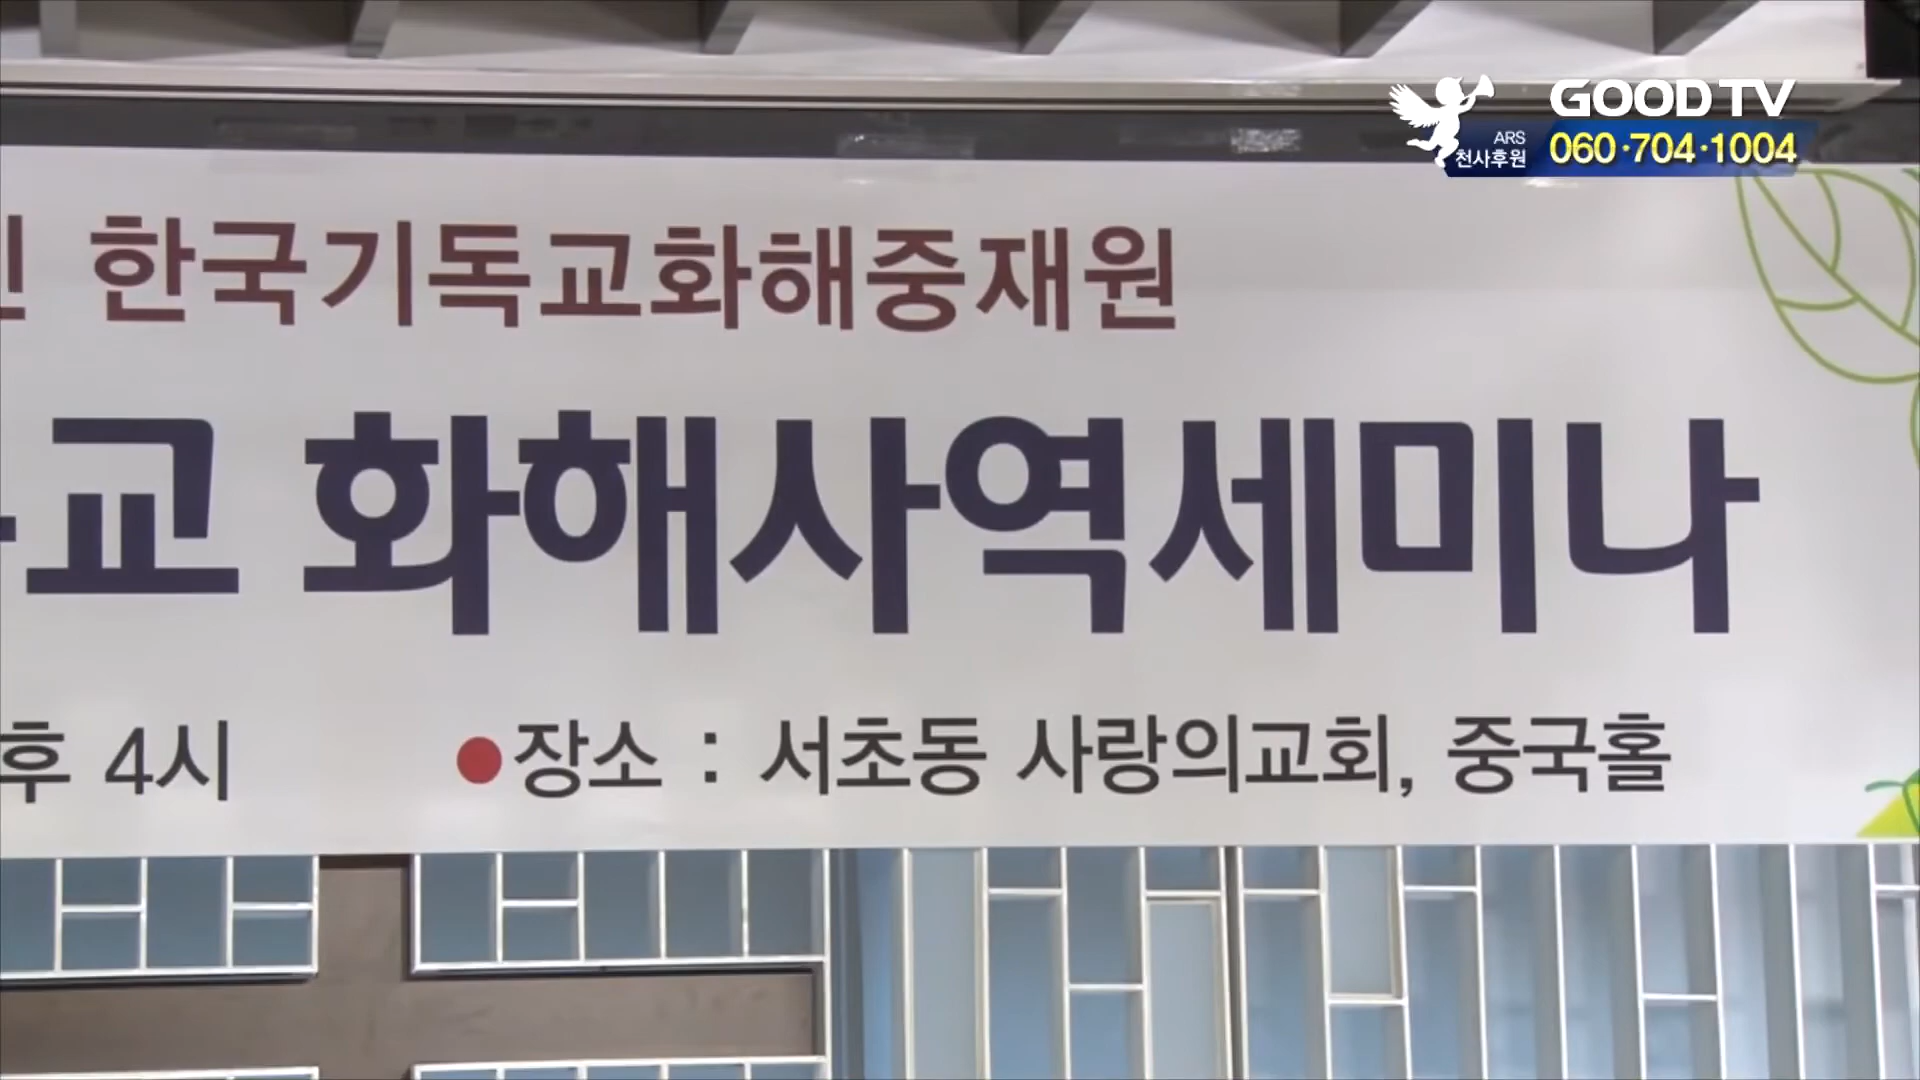 GOOD TV
ARS
천사후원 060·704·1004
한국기독교화해중재원
교 화해사역세미나
후 4시 ●장소 : 서초동 사랑의교회, 중국홀